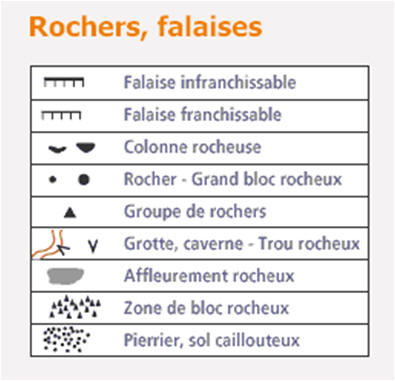 Rochers, falaises
Falaise infranchissable
Falaise franchissable
Colonne rocheuse
Rocher - Grand bloc rocheux
Groupe de rochers
Grotte, caverne - Trou rocheux
Affleurement rocheux
Zone de bloc rocheux
Pierrier, sol caillouteux